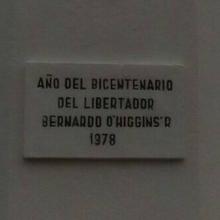 AÑO DEL BICENTENARIO
DEL LIBERTADOR
BERNARDO O'HIGGINS'R
1978